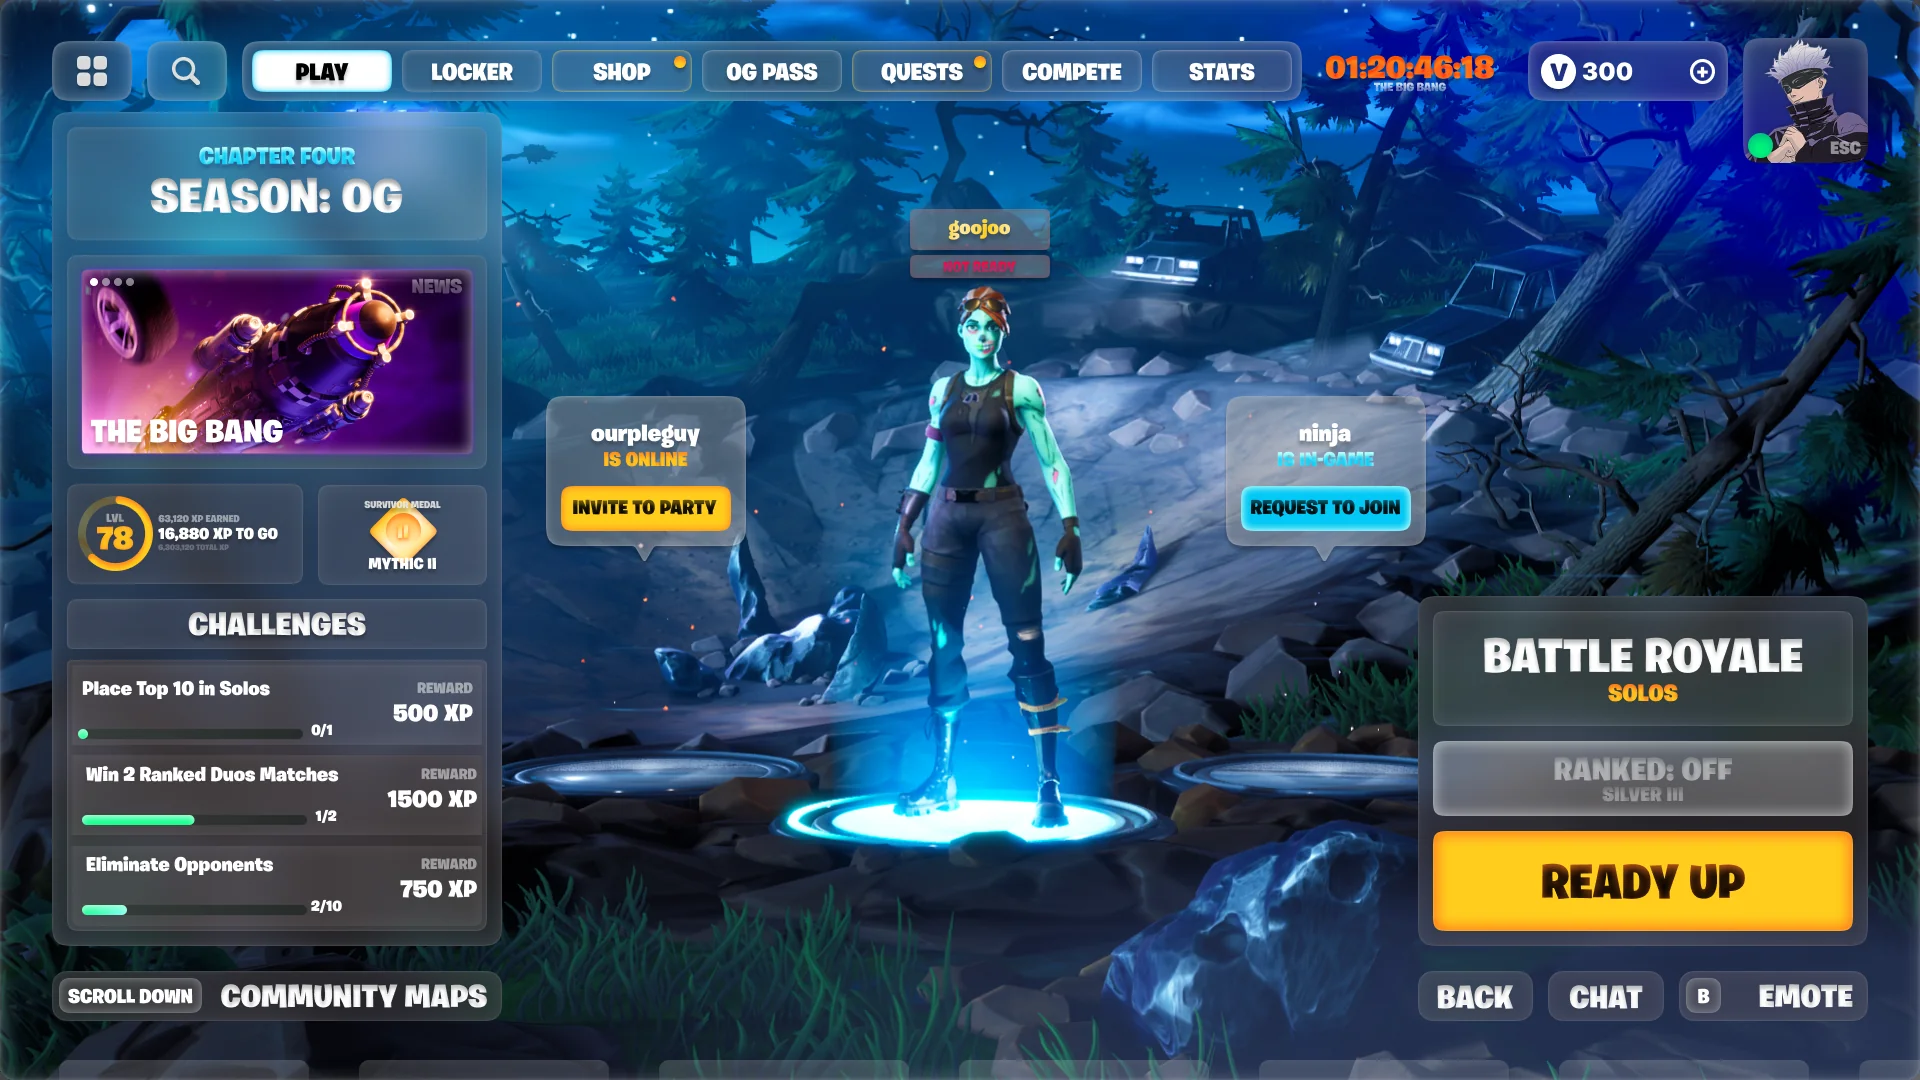 PLAY
LOCKER
SHOP
OG PASS
QUESTS
COMPETE
STATS
01:20:46:18
THE BIG BANG
V 300
ESC
CHAPTER FOUR
SEASON: OG
NEWS
THE BIG BANG
LVL
78
63,120 XP EARNED
16,880 XP TO GO
6,303,120 TOTAL XP
SURVIVOR MEDAL
MYTHIC II
CHALLENGES
Place Top 10 in Solos
REWARD
500 XP
0/1
Win 2 Ranked Duos Matches
REWARD
1500 XP
1/2
Eliminate Opponents
REWARD
750 XP
2/10
SCROLL DOWN
COMMUNITY MAPS
goojoo
NOT READY
ourpleguy
IS ONLINE
INVITE TO PARTY
ninja
IS IN-GAME
REQUEST TO JOIN
BATTLE ROYALE
SOLOS
RANKED: OFF
SILVER III
READY UP
BACK
CHAT
B
EMOTE